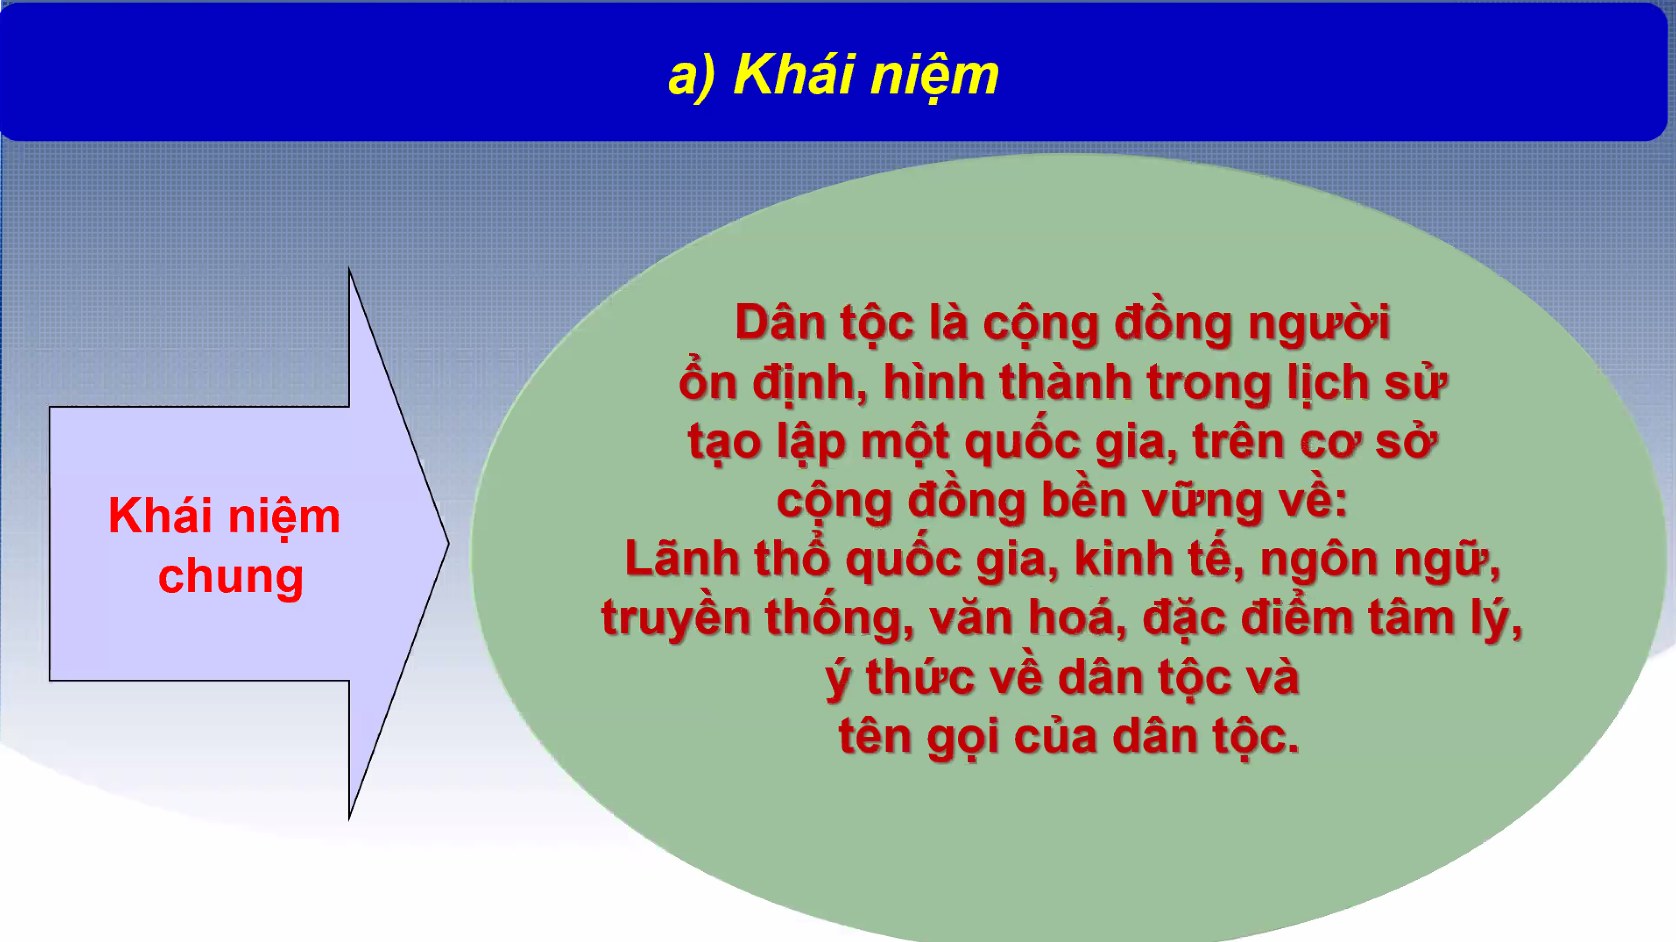 a) Khái niệm
Khái niệm
chung
Dân tộc là cộng đồng người
ổn định, hình thành trong lịch sử
tạo lập một quốc gia, trên cơ sở
cộng đồng bền vững về:
Lãnh thổ quốc gia, kinh tế, ngôn ngữ,
truyền thống, văn hoá, đặc điểm tâm lý,
ý thức về dân tộc và
tên gọi của dân tộc.